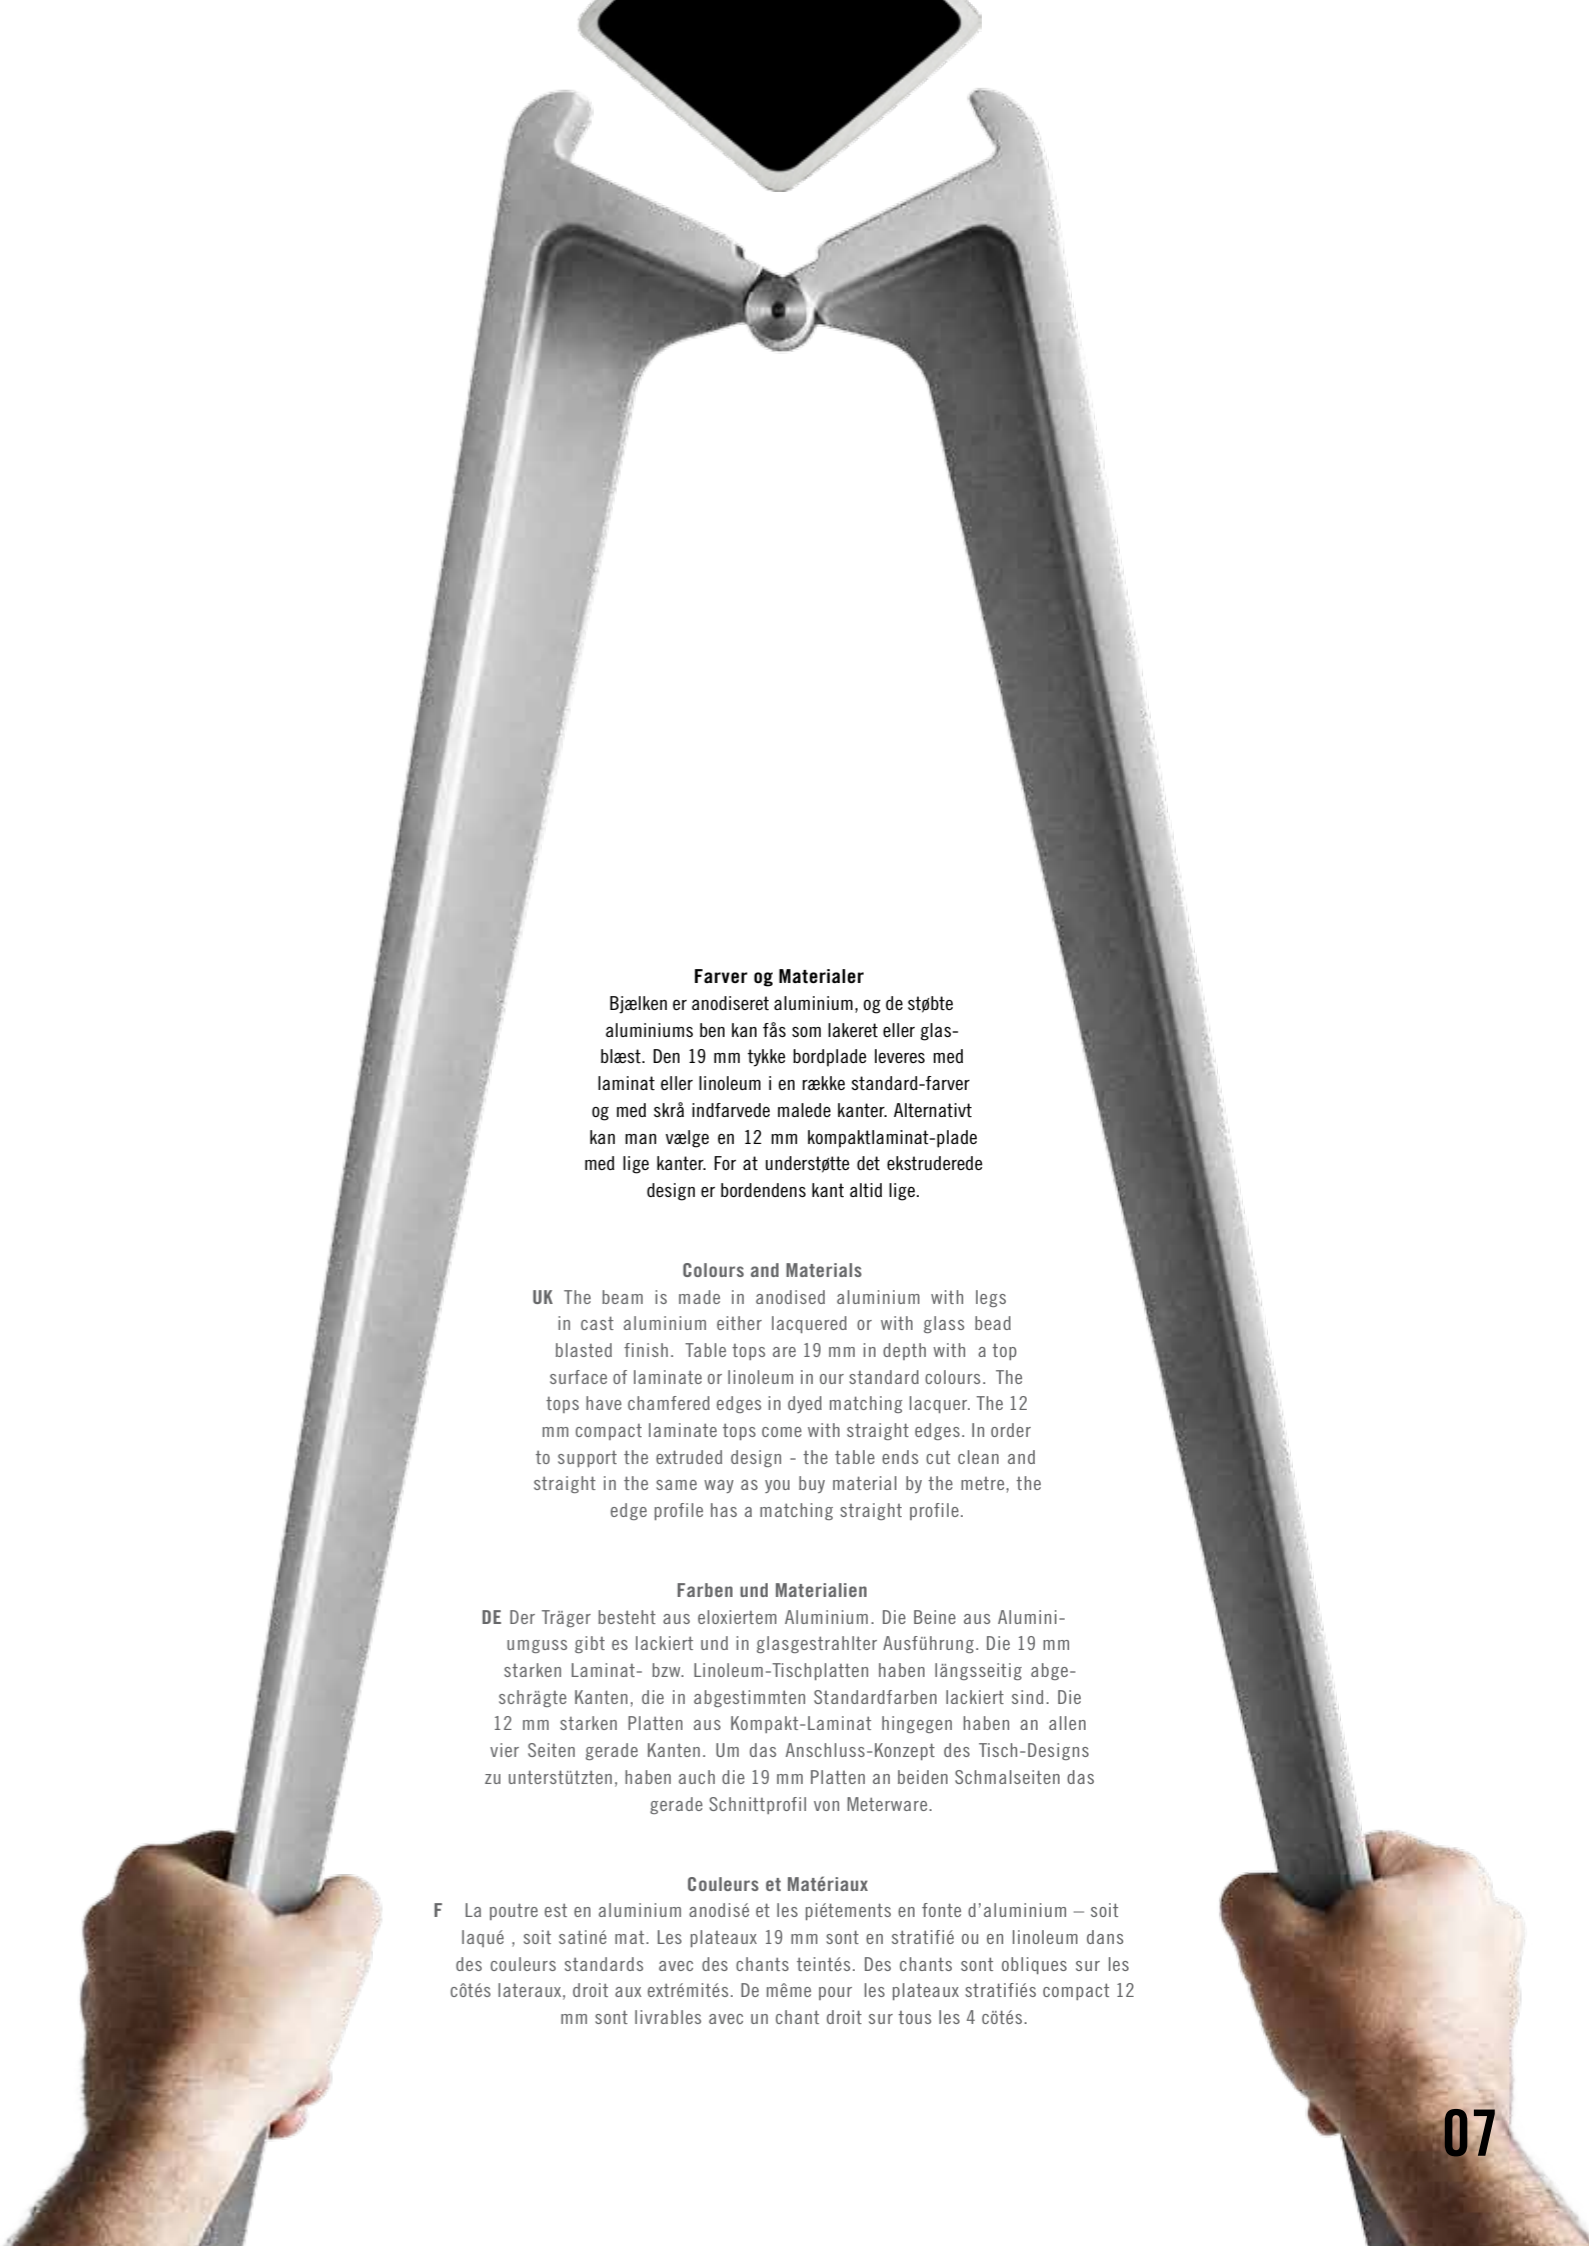 Farver og Materialer
Bjælken er anodiseret aluminium, og de støbte
aluminiums ben kan fås som lakeret eller glas-
blæst. Den 19 mm tykke bordplade leveres med
laminat eller linoleum i en række standard-farver
og med skrå indfarvede malede kanter. Alternativt
kan man vælge en 12 mm kompaktlaminat-plade
med lige kanter. For at understøtte det ekstruderede
design er bordendens kant altid lige.
Colours and Materials
UK The beam is made in anodised aluminium with legs
in cast aluminium either lacquered or with glass bead
blasted finish. Table tops are 19 mm in depth with a top
surface of laminate or linoleum in our standard colours. The
tops have chamfered edges in dyed matching lacquer. The 12
mm compact laminate tops come with straight edges. In order
to support the extruded design - the table ends cut clean and
straight in the same way as you buy material by the metre, the
edge profile has a matching straight profile.
Farben und Materialien
DE Der Träger besteht aus eloxiertem Aluminium. Die Beine aus Alumini-
umguss gibt es lackiert und in glasgestrahlter Ausführung. Die 19 mm
starken Laminat- bzw. Linoleum-Tischplatten haben längsseitig abge-
schrägte Kanten, die in abgestimmten Standardfarben lackiert sind. Die
12 mm starken Platten aus Kompakt-Laminat hingegen haben an allen
vier Seiten gerade Kanten. Um das Anschluss-Konzept des Tisch-Designs
zu unterstützten, haben auch die 19 mm Platten an beiden Schmalseiten das
gerade Schnittprofil von Meterware.
Couleurs et Matériaux
F La poutre est en aluminium anodisé et les piétements en fonte d'aluminium – soit
laqué , soit satiné mat. Les plateaux 19 mm sont en stratifié ou en linoleum dans
des couleurs standards avec des chants teintés. Des chants sont obliques sur les
côtés lateraux, droit aux extrémités. De même pour les plateaux stratifiés compact 12
mm sont livrables avec un chant droit sur tous les 4 cötés.
07